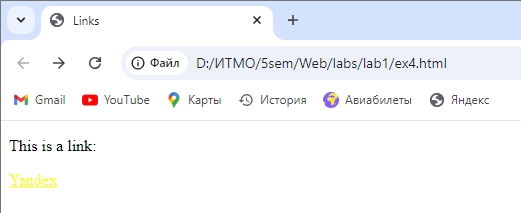 Links
Файл D:/ИТМО/5sem/Web/labs/lab1/ex4.html
Gmail YouTube Карты История Авиабилеты Яндекс
This is a link:
Yandex